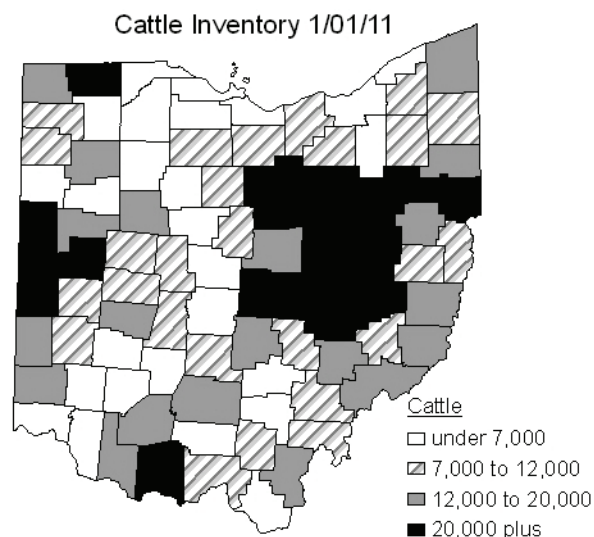 Cattle Inventory 1/01/11
Cattle
under 7,000
7,000 to 12,000
12,000 to 20,000
20,000 plus